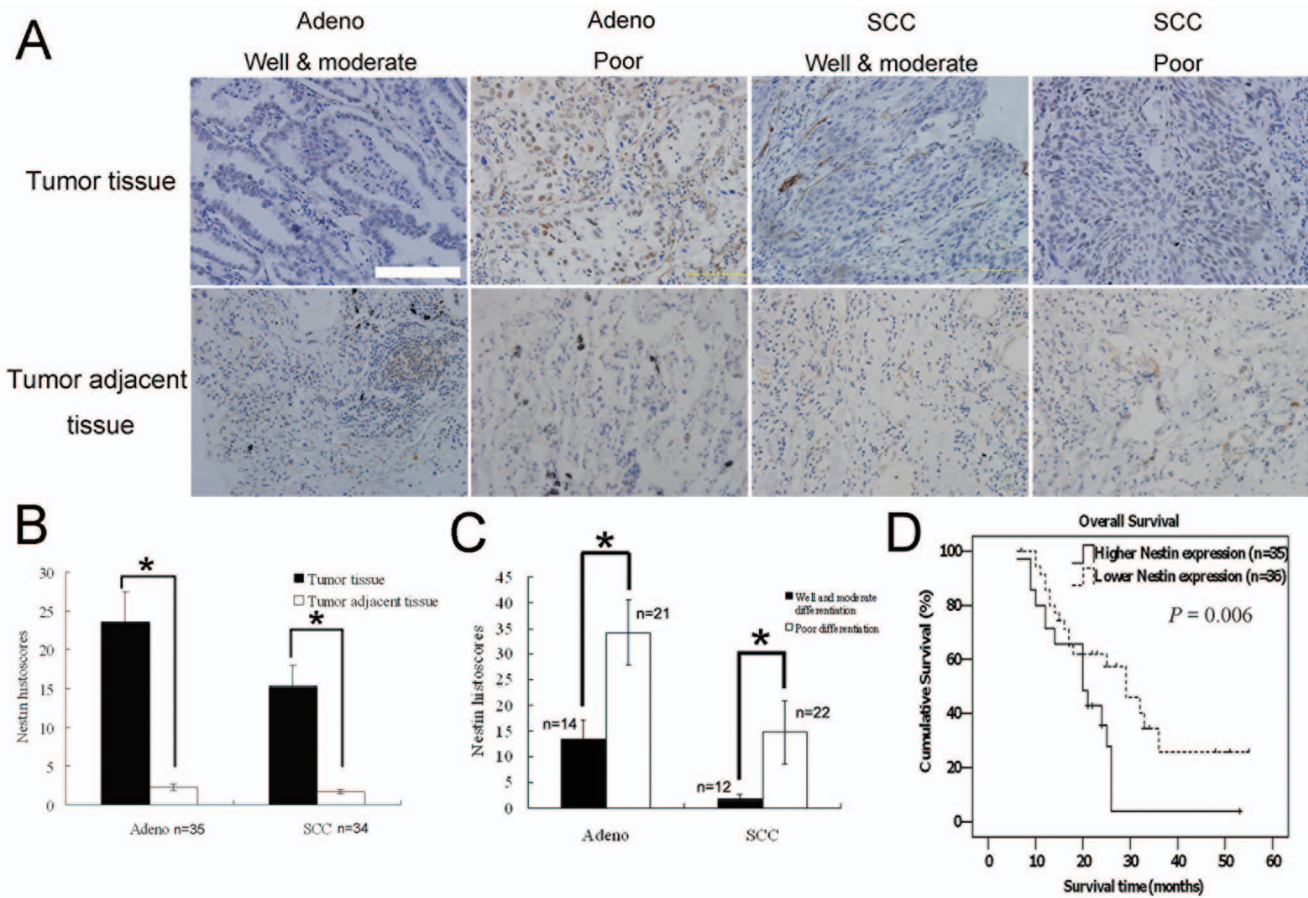 A
Adeno
Well & moderate
Adeno
Poor
SCC
Well & moderate
SCC
Poor
Tumor tissue
Tumor adjacent
tissue
B
Nestin histoscores
30
25
20
15
10
5
0
*
*
Tumor tissue
Tumor adjacent tissue
Adeno n=35
SCC n=34
C
Nestin histoscores
45
40
35
30
25
20
15
10
5
0
*
*
Well and moderate
differentiation
Poor differentiation
n=14
n=21
n=12
n=22
Adeno
SCC
D
Overall Survival
Higher Nestin expression (n=35)
Lower Nestin expression (n=36)
P = 0.006
Cumulative Survival (%)
100
80
60
40
20
0
0 10 20 30 40 50 60
Survival time (months)